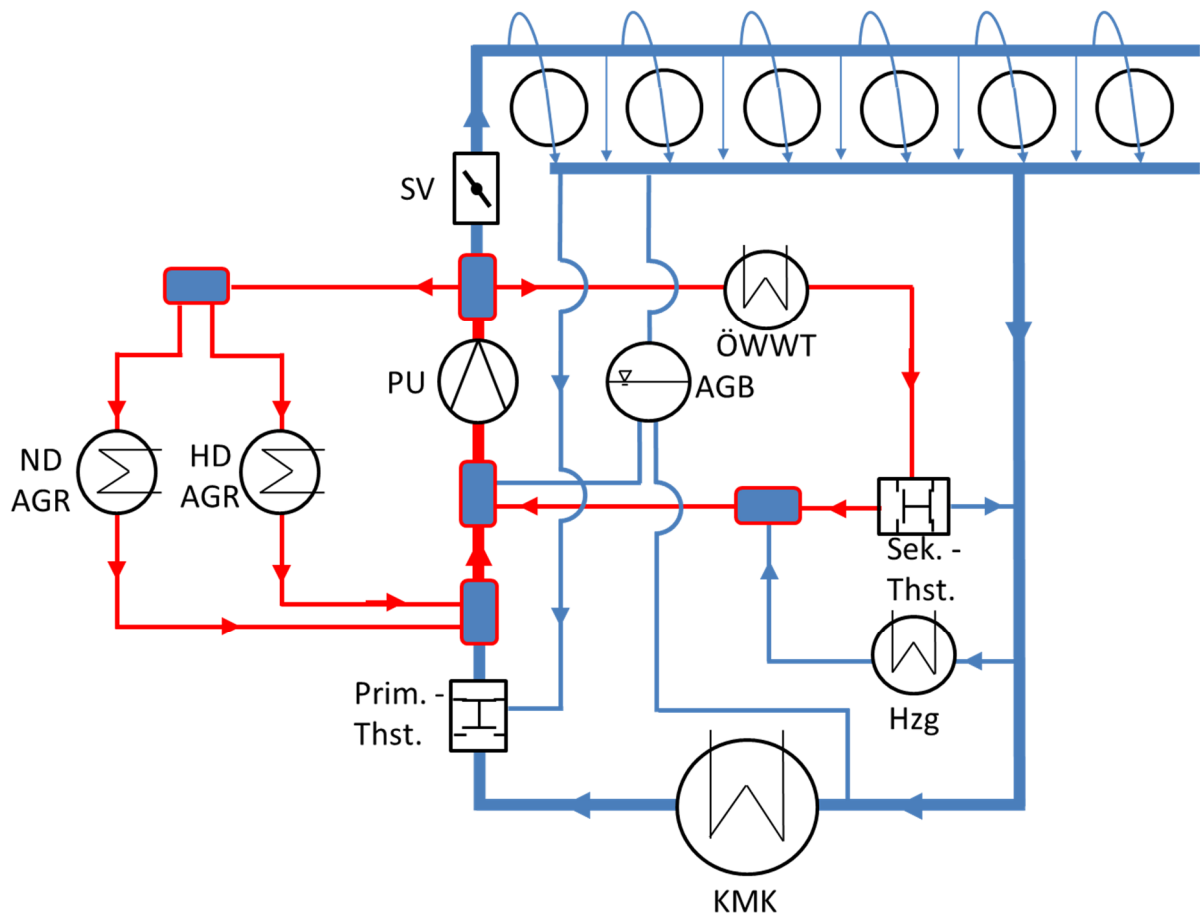 SV
ÖWWT
PU
AGB
ND
AGR
HD
AGR
Sek. -
Thst.
Prim. -
Thst.
Hzg
KMK